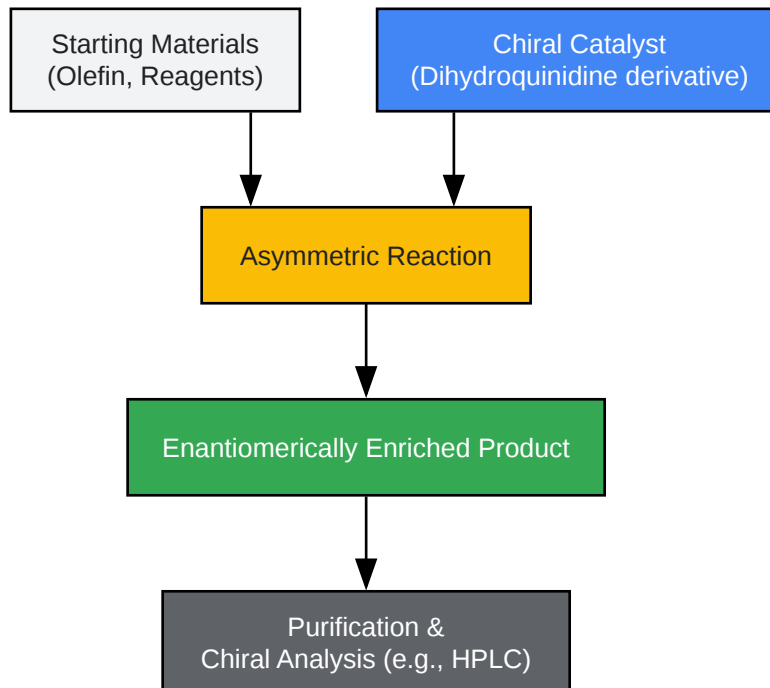 Starting Materials
(Olefin, Reagents)
Chiral Catalyst
(Dihydroquinidine derivative)
Asymmetric Reaction
Enantiomerically Enriched Product
Purification &
Chiral Analysis (e.g., HPLC)